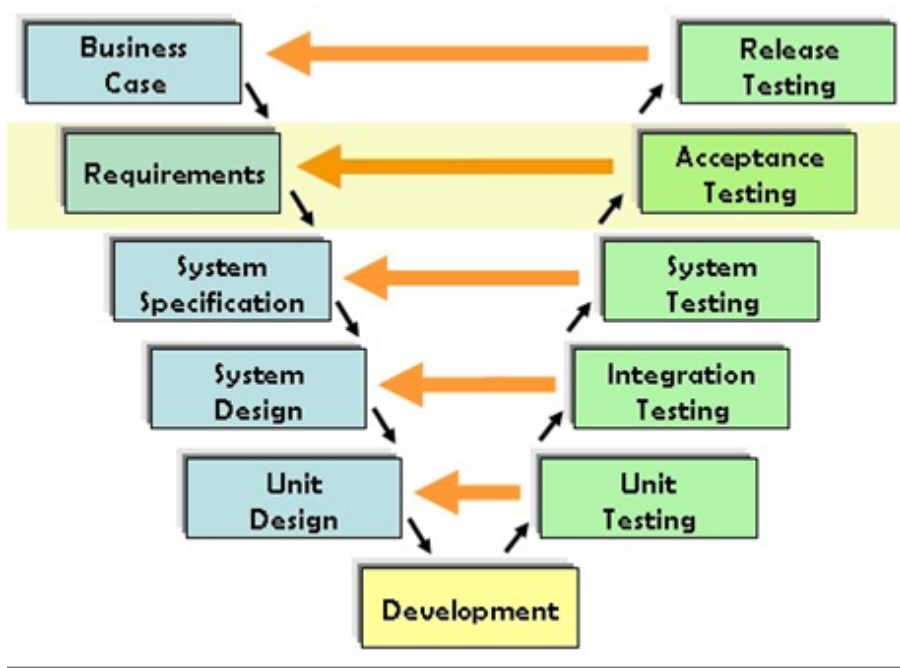 Business
Case
Release
Testing
Requirements
Acceptance
Testing
System
Specification
System
Testing
System
Design
Integration
Testing
Unit
Design
Unit
Testing
Development